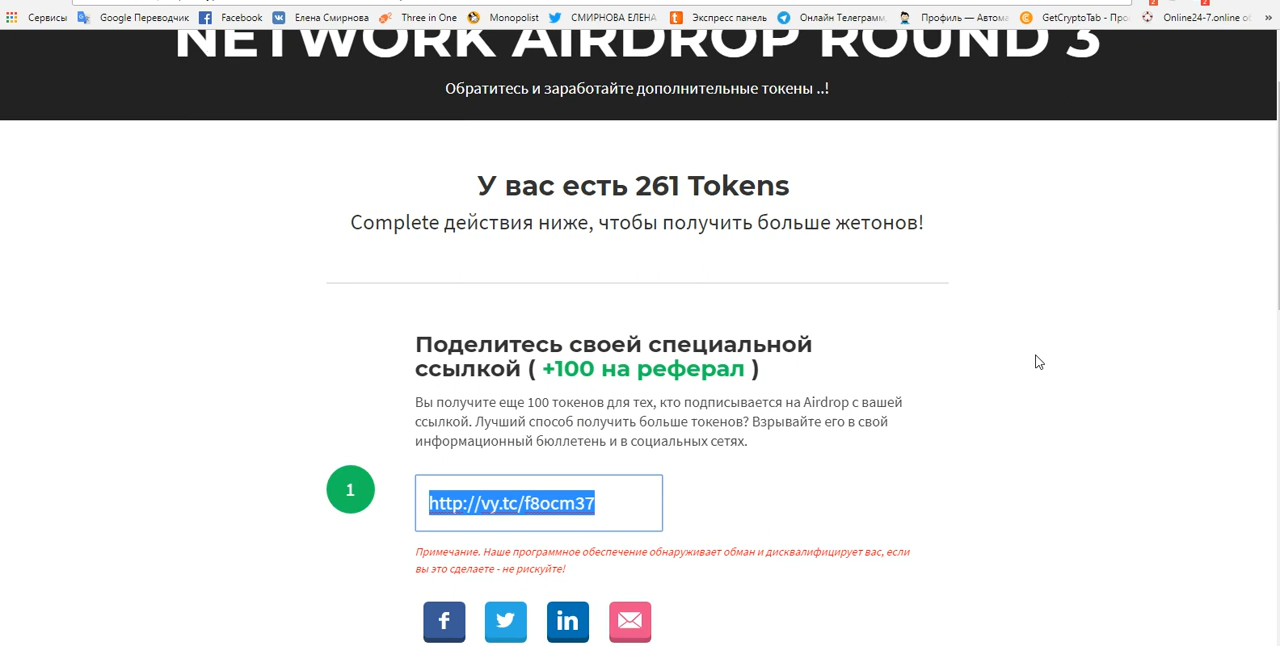 Сервисы Google Переводчик Facebook Елена Смирнова Three in One Monopolist СМИРНОВА ЕЛЕНА Экспресс панель Онлайн Телеграмм Профиль — Автома GetCryptoTab - Про Online24-7.online »
NETWORK AIRDROP ROUND 3
Обратитесь и заработайте дополнительные токены ..!
У вас есть 261 Tokens
Complete действия ниже, чтобы получить больше жетонов!
Поделитесь своей специальной
ссылкой ( +100 на реферал )
Вы получите еще 100 токенов для тех, кто подписывается на Airdrop с вашей
ссылкой. Лучший способ получить больше токенов? Взрывайте его в свой
информационный бюллетень и в социальных сетях.
1
http://vy.tc/f8ocm37
Примечание. Наше программное обеспечение обнаруживает обман и дисквалифицирует вас, если
вы это сделаете - не рискуйте!